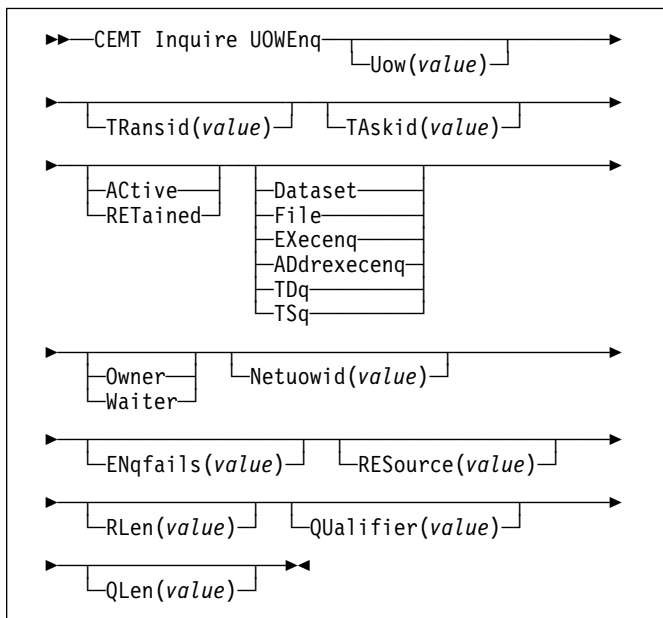 CEMT Inquire UOWEnq
Uow(value)
TRansid(value) TAskid(value)
ACtive Dataset
RETained File
EXecenq
ADdrexecenq
TDq
TSq
Owner Netuowid(value)
Waiter
ENqfails(value) RESource(value)
RLen(value) QUalifier(value)
QLen(value)